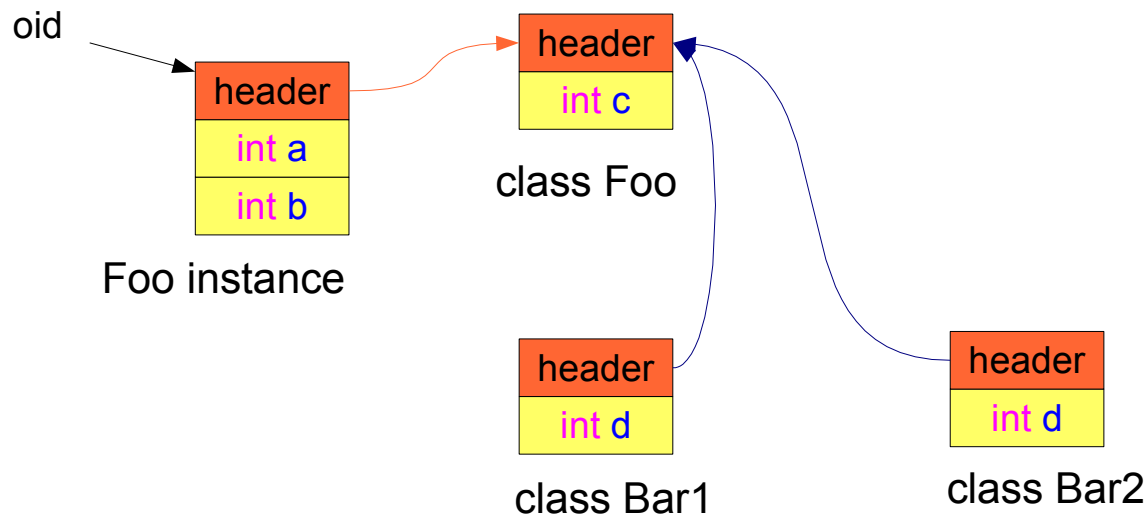 oid
header
int a
int b
Foo instance
header
int c
class Foo
header
int d
class Bar1
header
int d
class Bar2